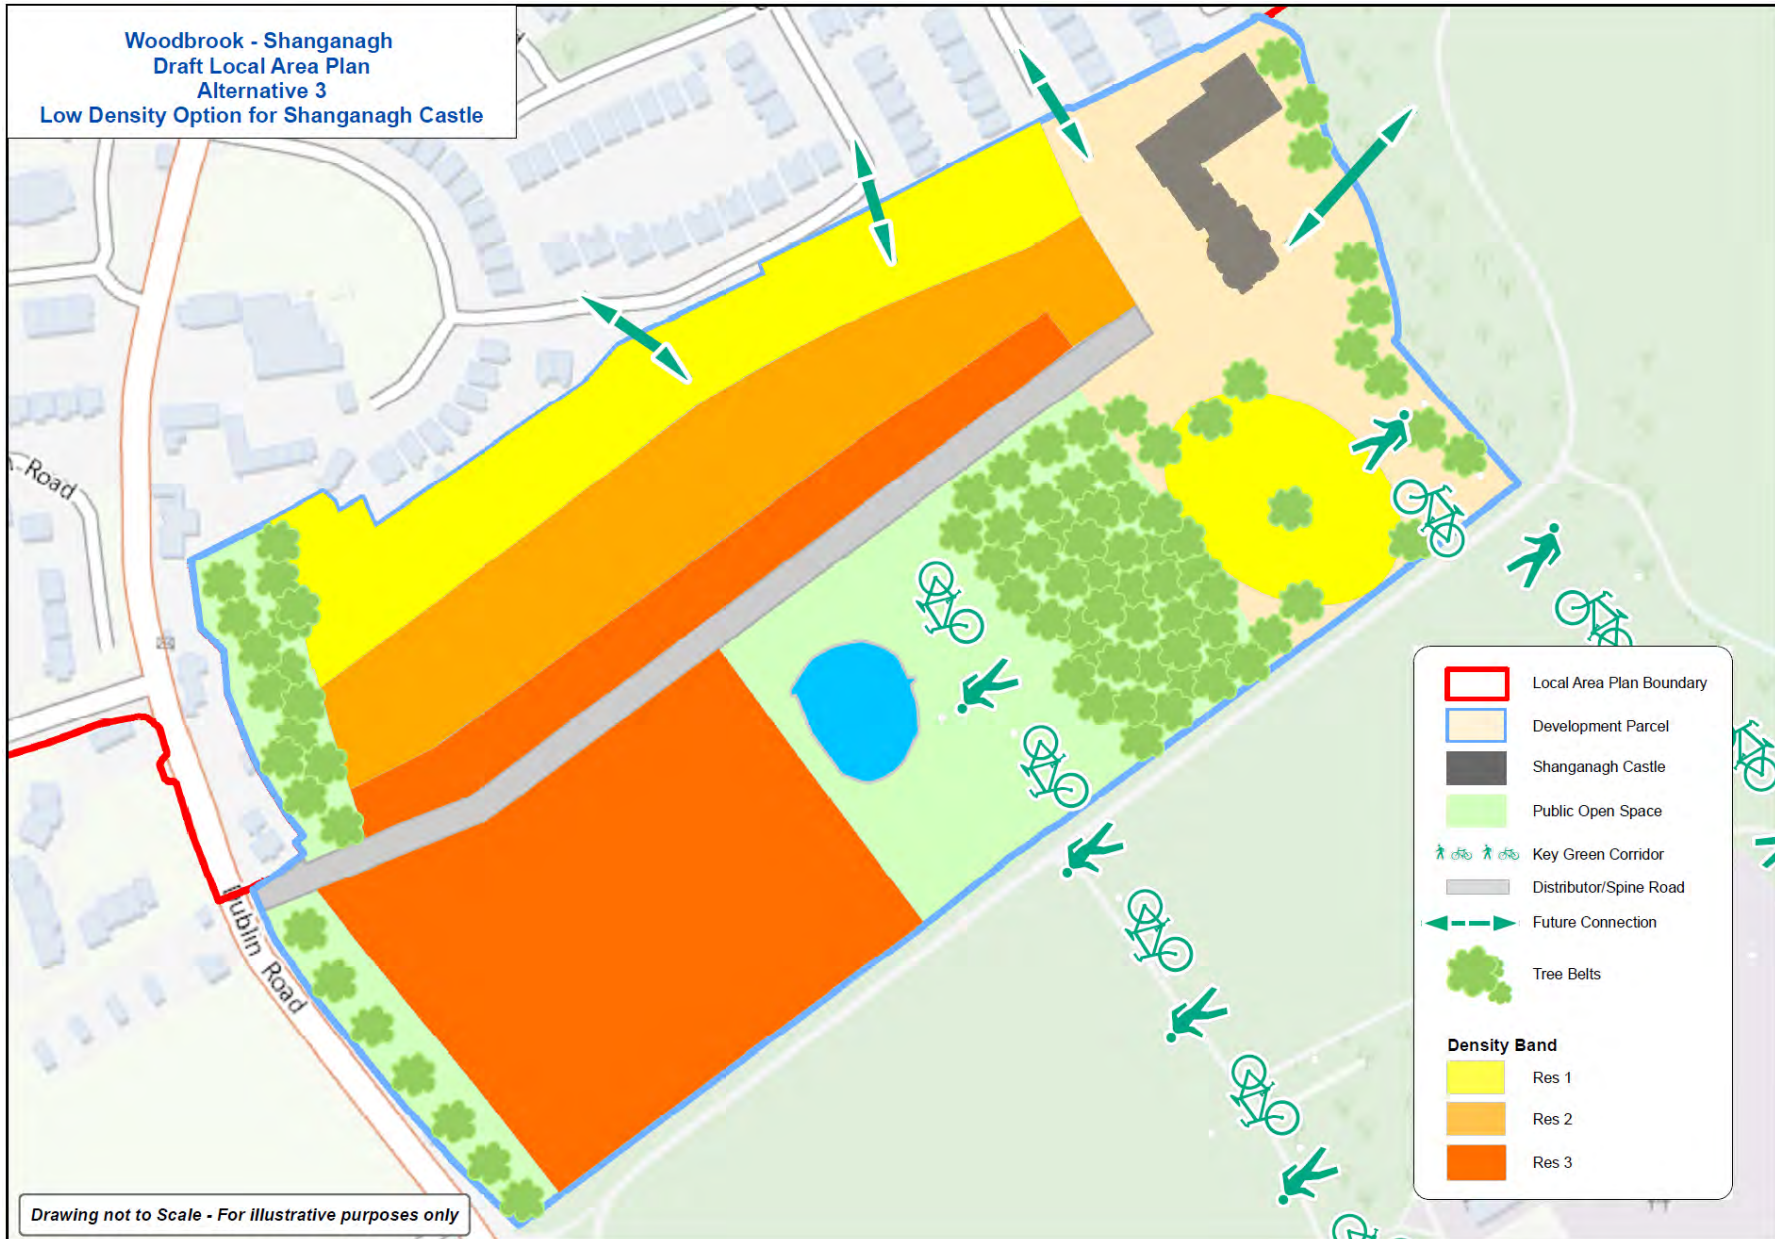 Woodbrook - Shanganagh
Draft Local Area Plan
Alternative 3
Low Density Option for Shanganagh Castle
Road
Dublin Road
Local Area Plan Boundary
Development Parcel
Shanganagh Castle
Public Open Space
Key Green Corridor
Distributor/Spine Road
Future Connection
Tree Belts
Density Band
Res 1
Res 2
Res 3
Drawing not to Scale - For illustrative purposes only